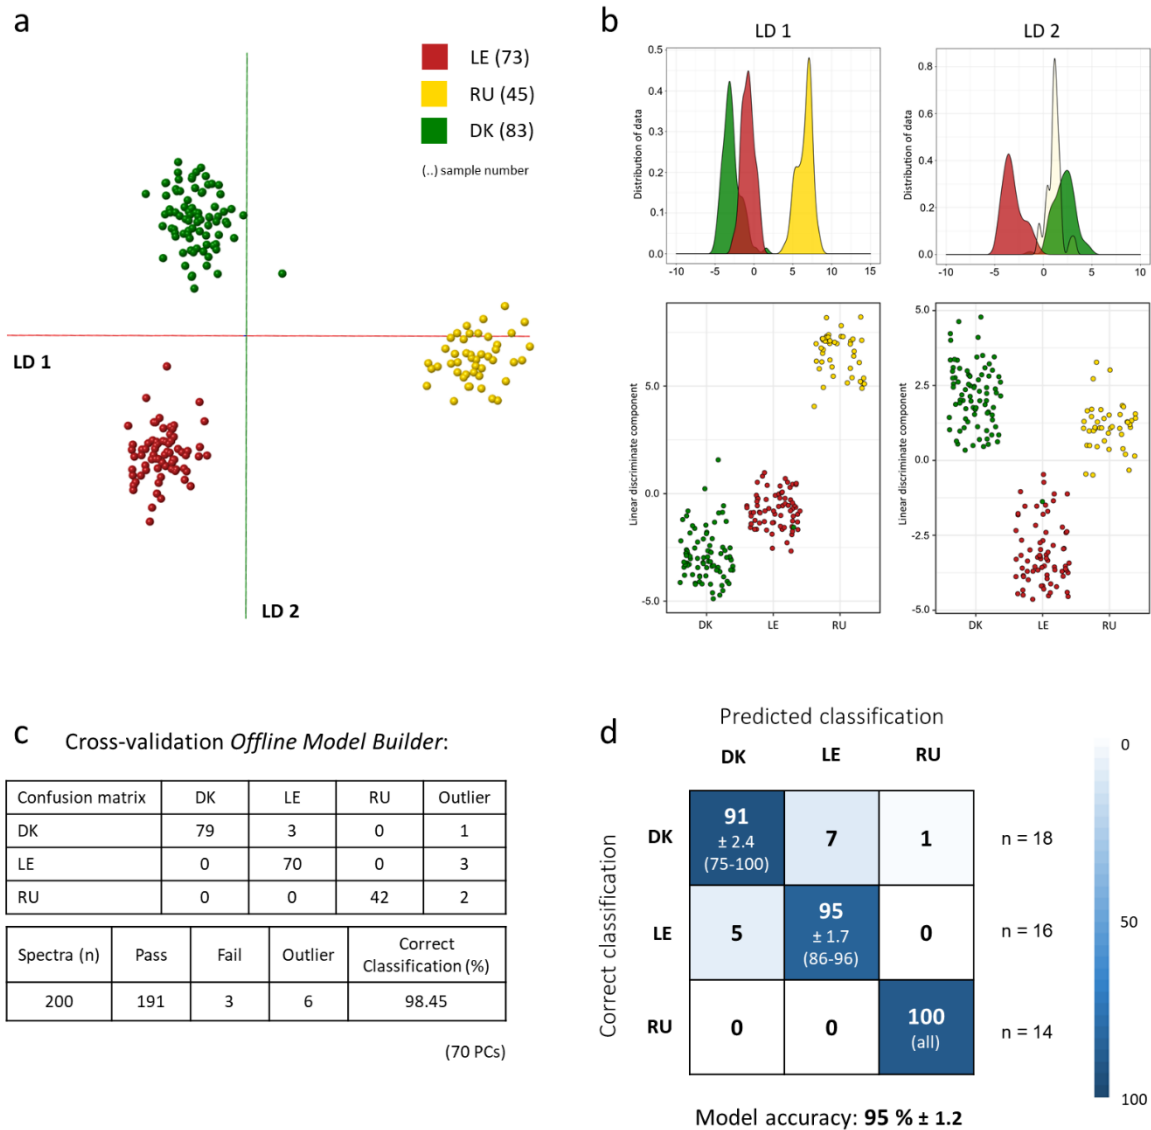 a
LE (73)
RU (45)
DK (83)
(..) sample number
LD 1
LD 2
b
LD 1
LD 2
Distribution of data
0.5
0.4
0.3
0.2
0.1
0.0
-10 -5 0 5 10 15
Distribution of data
0.8
0.6
0.4
0.2
0.0
-10 -5 0 5 10
Linear discriminate component
5.0
0.0
-5.0
DK LE RU
Linear discriminate component
5.0
2.5
0.0
-2.5
-5.0
DK LE RU
c
Cross-validation Offline Model Builder:
Confusion matrix DK LE RU Outlier
DK 79 3 0 1
LE 0 70 0 3
RU 0 0 42 2
Spectra (n) Pass Fail Outlier Correct
Classification (%)
200 191 3 6 98.45
(70 PCs)
d
Predicted classification
DK LE RU
Correct classification
DK 91 7 1 n = 18
± 2.4
(75-100)
LE 5 95 0 n = 16
± 1.7
(86-96)
RU 0 0 100 n = 14
(all)
0
50
100
Model accuracy: 95 % ± 1.2